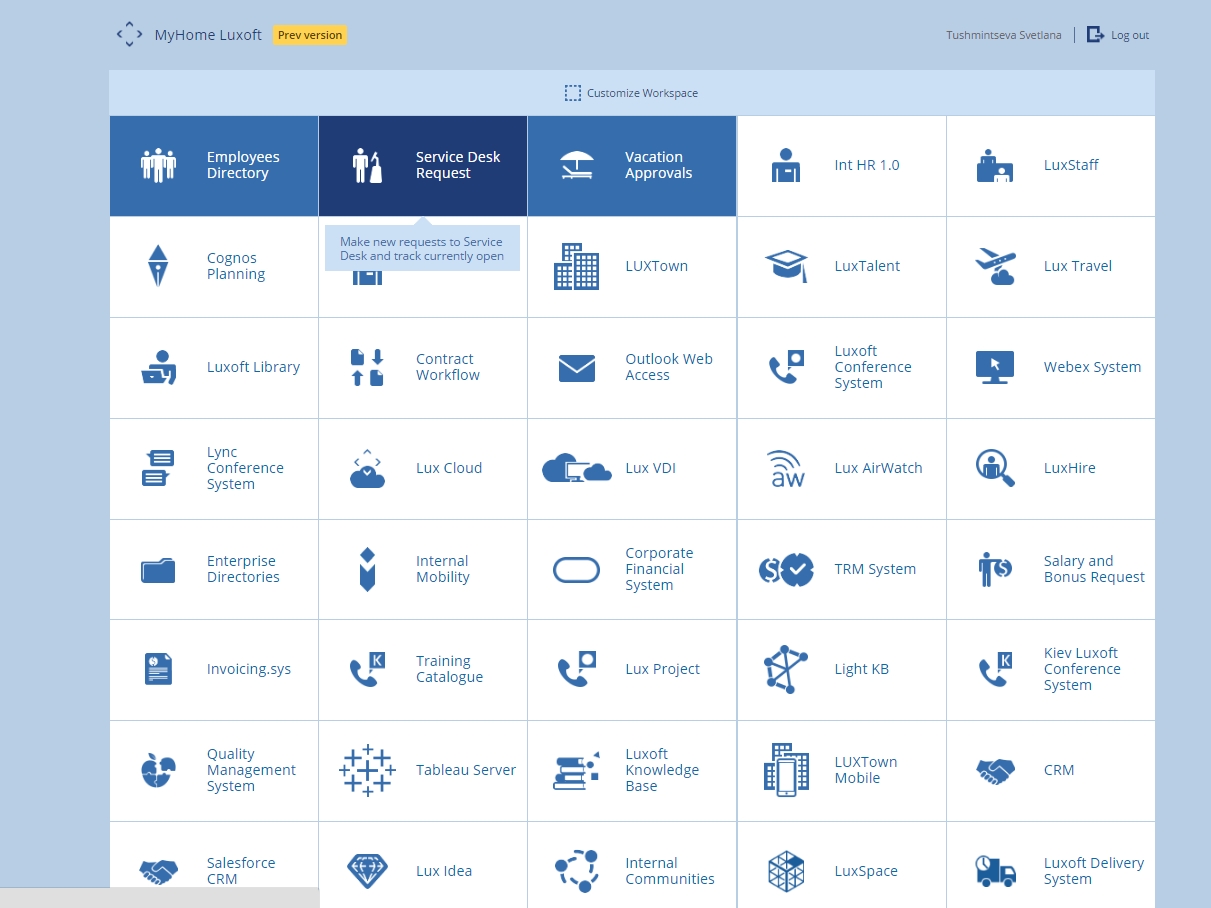 MyHome Luxoft
Prev version
Tushmintseva Svetlana
Log out
Customize Workspace
Employees
Directory
Service Desk
Request
Vacation
Approvals
Int HR 1.0
LuxStaff
Make new requests to Service
Desk and track currently open
Cognos
Planning
LUXTown
LuxTalent
Lux Travel
Luxoft Library
Contract
Workflow
Outlook Web
Access
Luxoft
Conference
System
Webex System
Lync
Conference
System
Lux Cloud
Lux VDI
aw
Lux AirWatch
LuxHire
Enterprise
Directories
Internal
Mobility
Corporate
Financial
System
$
TRM System
$
Salary and
Bonus Request
$
Invoicing.sys
K
Training
Catalogue
Lux Project
Light KB
K
Kiev Luxoft
Conference
System
Quality
Management
System
Tableau Server
Luxoft
Knowledge
Base
LUXTown
Mobile
CRM
Salesforce
CRM
Lux Idea
Internal
Communities
LuxSpace
Luxoft Delivery
System